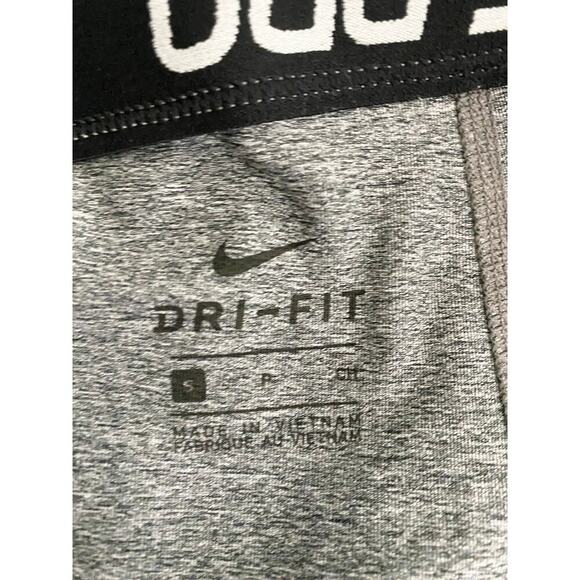 DRI-FIT
S P CH
MADE IN VIETNAM
FABRIQUE AU VIETNAM